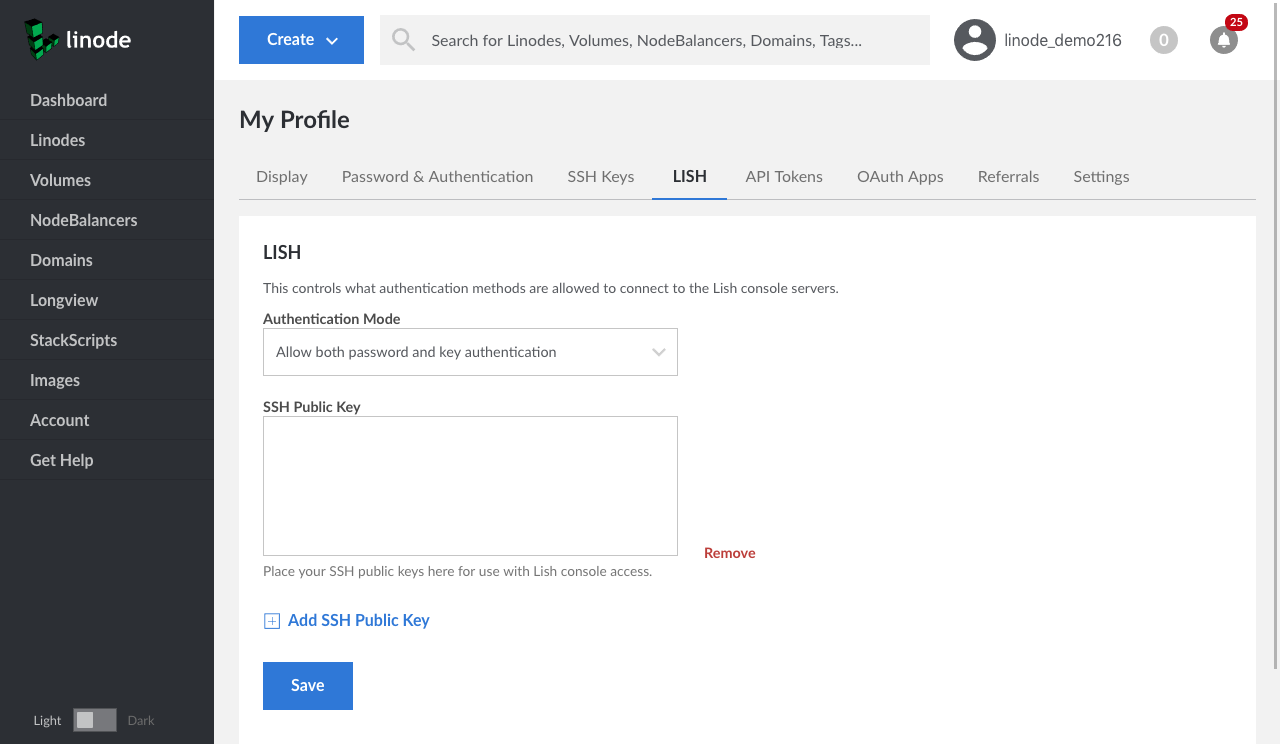 linode
Create
Search for Linodes, Volumes, NodeBalancers, Domains, Tags...
linode_demo216
0
25
Dashboard
Linodes
Volumes
NodeBalancers
Domains
Longview
StackScripts
Images
Account
Get Help
Light
Dark
My Profile
Display
Password & Authentication
SSH Keys
LISH
API Tokens
OAuth Apps
Referrals
Settings
LISH
This controls what authentication methods are allowed to connect to the Lish console servers.
Authentication Mode
Allow both password and key authentication
SSH Public Key
Remove
Place your SSH public keys here for use with Lish console access.
Add SSH Public Key
Save